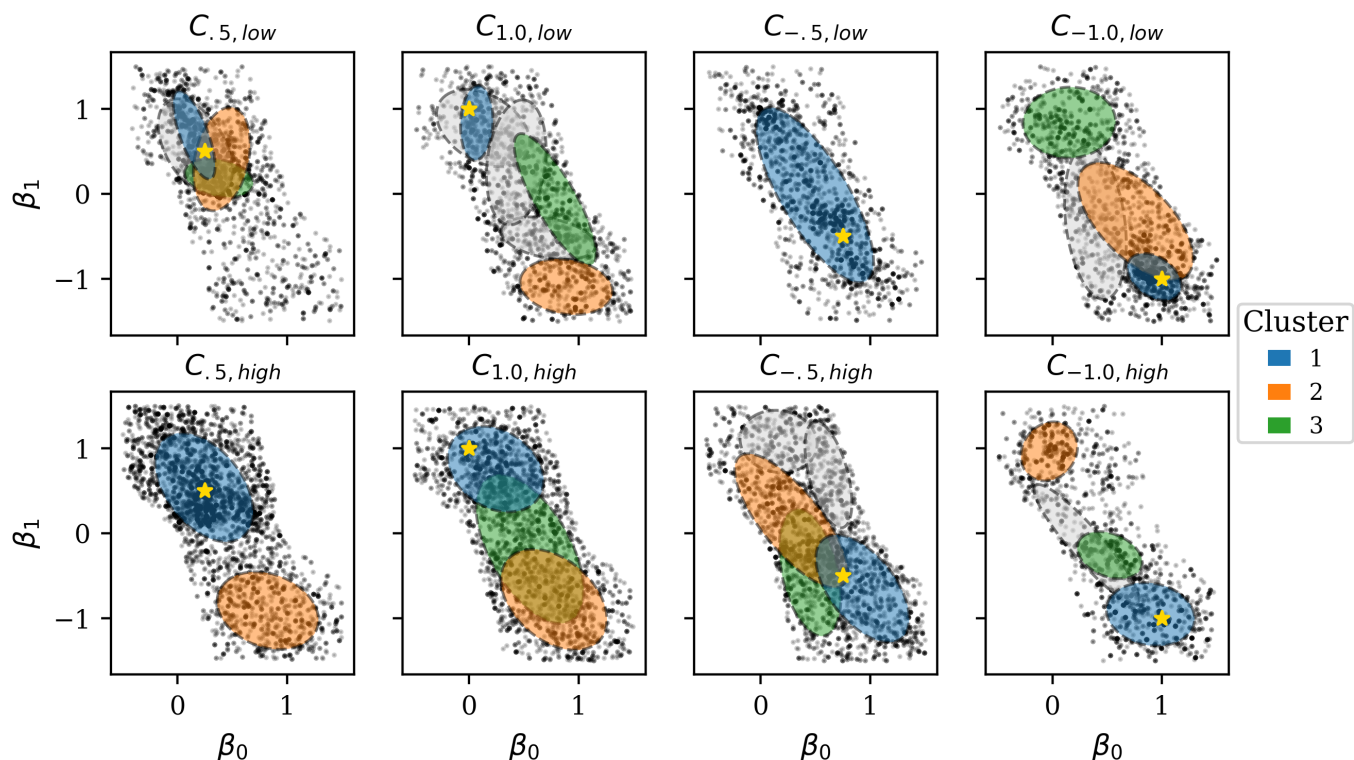 C.5, low C1.0, low C−.5, low C−1.0, low
β1
1
0
−1
Cluster
1
2
3
C.5, high C1.0, high C−.5, high C−1.0, high
β1
1
0
−1
0 1 0 1 0 1 0 1
β0 β0 β0 β0